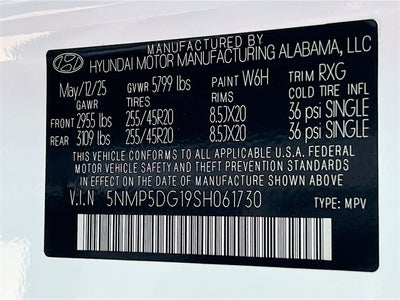 MANUFACTURED BY
HYUNDAI MOTOR MANUFACTURING ALABAMA, LLC
May/12/25 GVWR 5799 lbs PAINT W6H TRIM RXG
GAWR TIRES RIMS COLD TIRE INFL
FRONT 2955 lbs 255/45R20 8.5JX20 36 psi SINGLE
REAR 3109 lbs 255/45R20 8.5JX20 36 psi SINGLE
THIS VEHICLE CONFORMS TO ALL APPLICABLE U.S.A. FEDERAL
MOTOR VEHICLE SAFETY AND THEFT PREVENTION STANDARDS
IN EFFECT ON THE DATE OF MANUFACTURE SHOWN ABOVE.
V.I.N 5NMP5DG19SH061730 TYPE: MPV